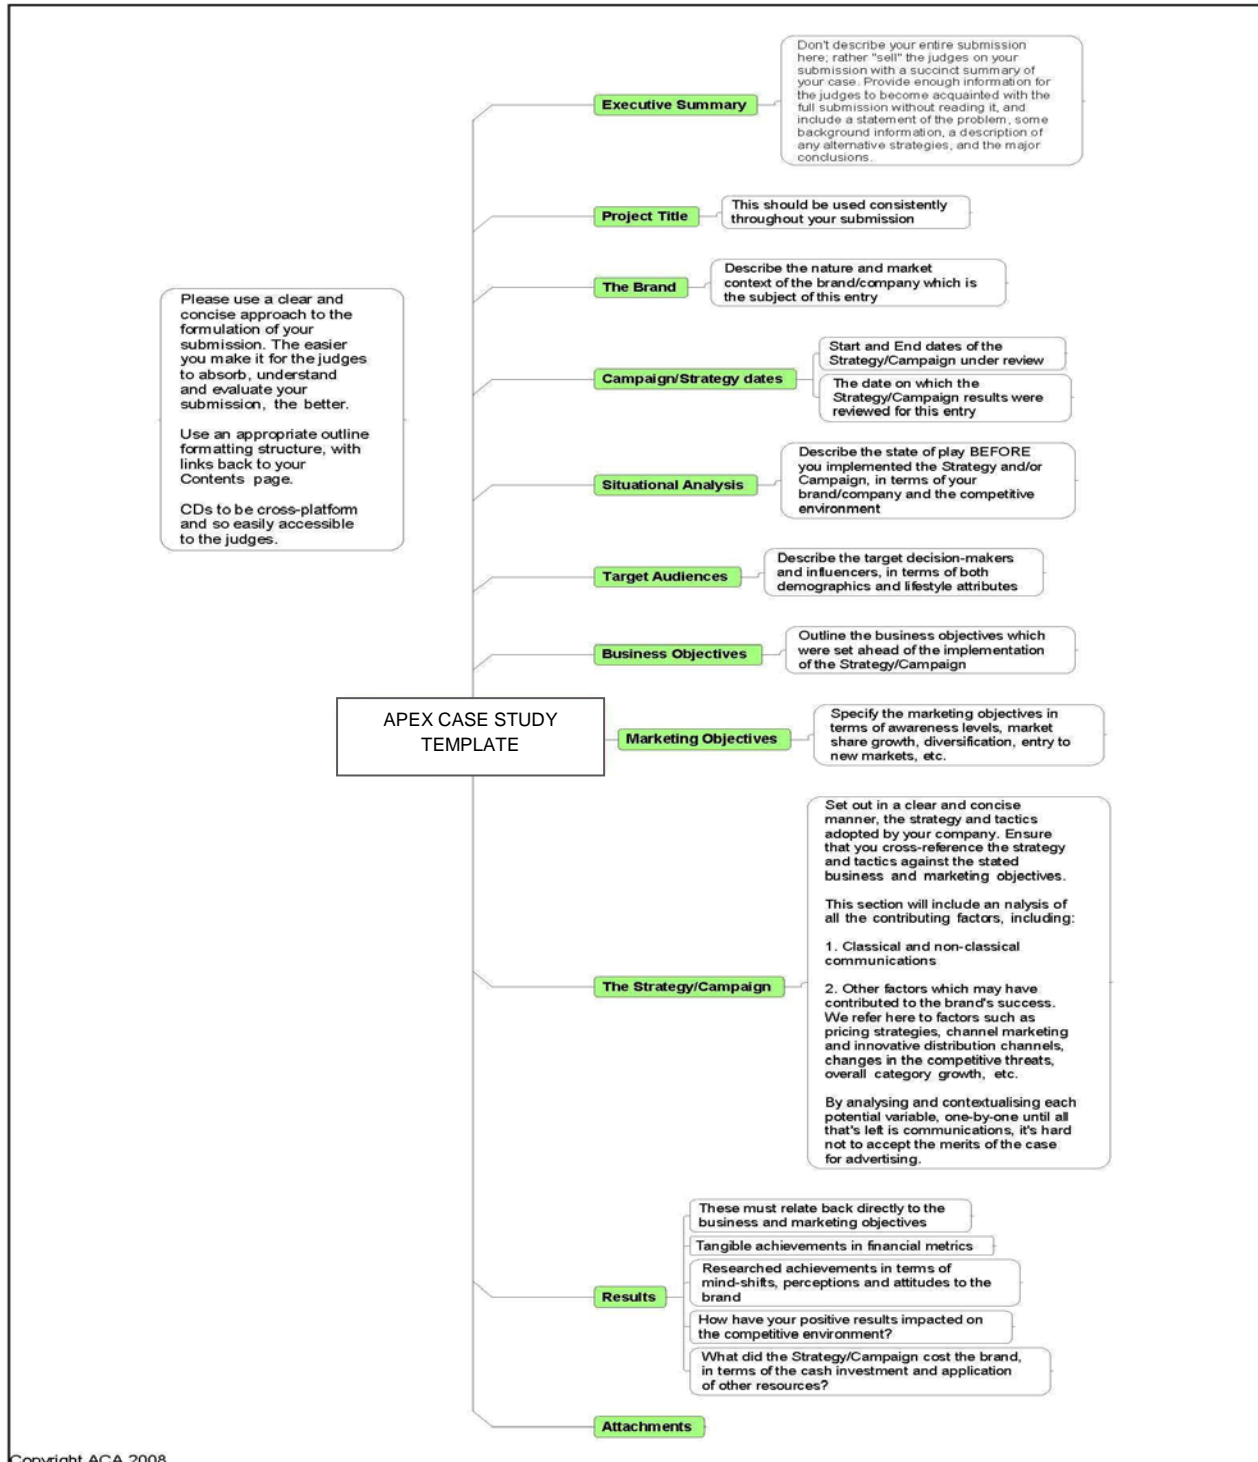 Executive Summary
Don't describe your entire submission
here; rather "sell" the judges on your
submission with a succinct summary of
your case. Provide enough information for
the judges to become acquainted with the
full submission without reading it, and
include a statement of the problem, some
background information, a description of
any alternative strategies, and the major
conclusions.
Project Title
This should be used consistently
throughout your submission
The Brand
Describe the nature and market
context of the brand/company which is
the subject of this entry
Please use a clear and
concise approach to the
formulation of your
submission. The easier
you make it for the judges
to absorb, understand
and evaluate your
submission, the better.
Use an appropriate outline
formatting structure, with
links back to your
Contents page.
CDs to be cross-platform
and so easily accessible
to the judges.
Campaign/Strategy dates
Start and End dates of the
Strategy/Campaign under review
The date on which the
Strategy/Campaign results were
reviewed for this entry
Situational Analysis
Describe the state of play BEFORE
you implemented the Strategy and/or
Campaign, in terms of your
brand/company and the competitive
environment
Target Audiences
Describe the target decision-makers
and influencers, in terms of both
demographics and lifestyle attributes
Business Objectives
Outline the business objectives which
were set ahead of the implementation
of the Strategy/Campaign
APEX CASE STUDY
TEMPLATE
Marketing Objectives
Specify the marketing objectives in
terms of awareness levels, market
share growth, diversification, entry to
new markets, etc.
The Strategy/Campaign
Set out in a clear and concise
manner, the strategy and tactics
adopted by your company. Ensure
that you cross-reference the strategy
and tactics against the stated
business and marketing objectives.
This section will include an nalysis of
all the contributing factors, including:
1. Classical and non-classical
communications
2. Other factors which may have
contributed to the brand's success.
We refer here to factors such as
pricing strategies, channel marketing
and innovative distribution channels,
changes in the competitive threats,
overall category growth, etc.
By analysing and contextualising each
potential variable, one-by-one until all
that's left is communications, it's hard
not to accept the merits of the case
for advertising.
Results
These must relate back directly to the
business and marketing objectives
Tangible achievements in financial metrics
Researched achievements in terms of
mind-shifts, perceptions and attitudes to the
brand
How have your positive results impacted on
the competitive environment?
What did the Strategy/Campaign cost the brand,
in terms of the cash investment and application
of other resources?
Attachments
Copyright ACA 2008